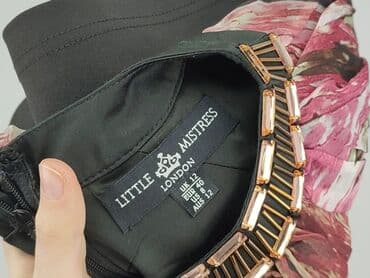 LITTLE MISTRESS
LONDON
UK 12
EUR 40
US 8
AUS 12